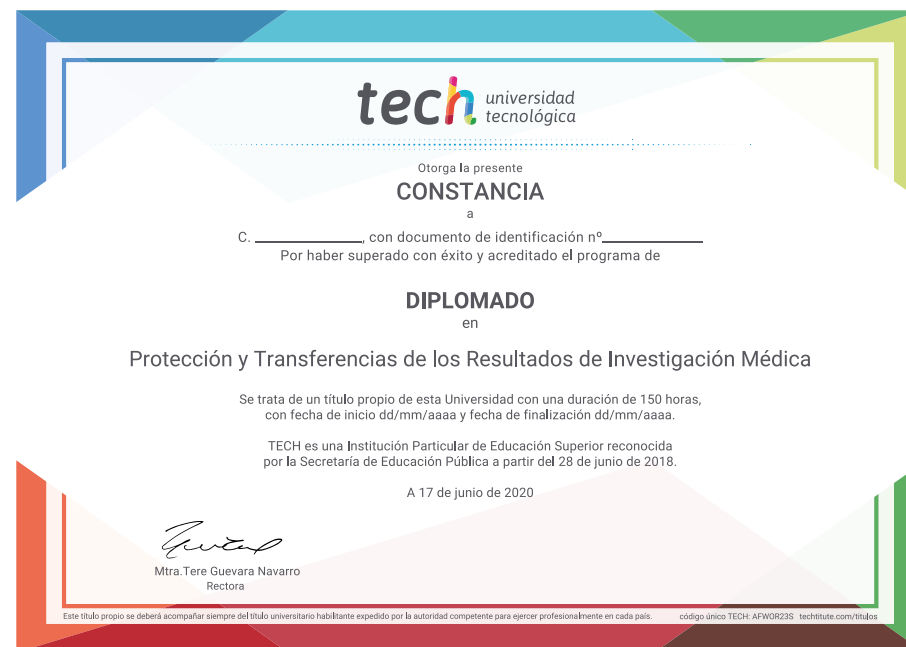 tech universidad
tecnológica
Otorga la presente
CONSTANCIA
a
C. ____________, con documento de identificación nº____________
Por haber superado con éxito y acreditado el programa de
DIPLOMADO
en
Protección y Transferencias de los Resultados de Investigación Médica
Se trata de un título propio de esta Universidad con una duración de 150 horas,
con fecha de inicio dd/mm/aaaa y fecha de finalización dd/mm/aaaa.
TECH es una Institución Particular de Educación Superior reconocida
por la Secretaría de Educación Pública a partir del 28 de junio de 2018.
A 17 de junio de 2020
Mtra.Tere Guevara Navarro
Rectora
Este título propio se deberá acompañar siempre del título universitario habilitante expedido por la autoridad competente para ejercer profesionalmente en cada país. código único TECH: AFWOR23S techtitute.com/titulos